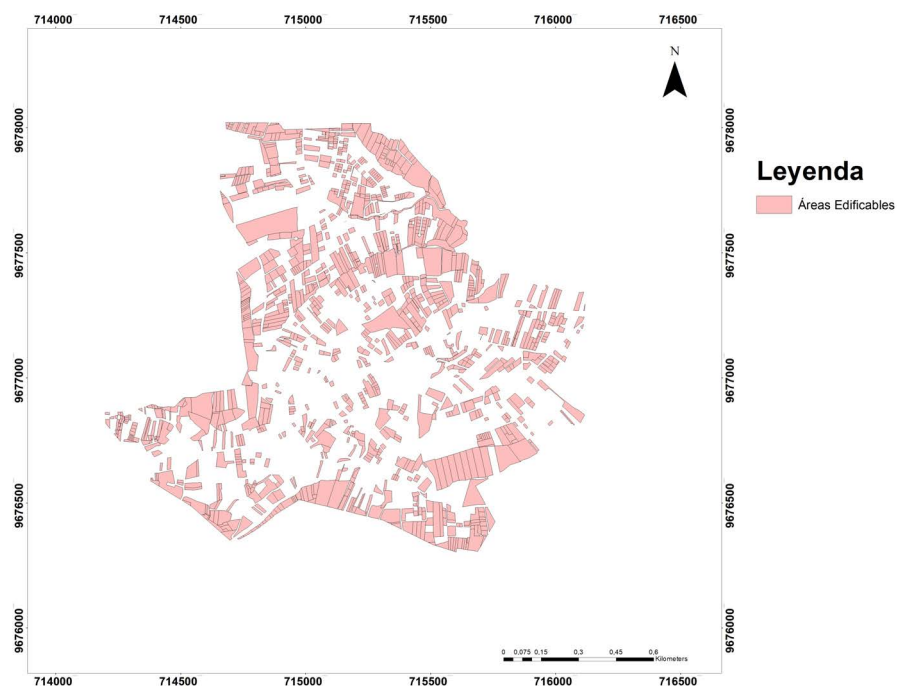 714000 714500 715000 715500 716000 716500
N
9678000 9678000
Leyenda
Áreas Edificables
9677500 9677500
9677000 9677000
9676500 9676500
9676000 9676000
0 0,075 0,15 0,3 0,45 0,6
Kilometers
714000 714500 715000 715500 716000 716500